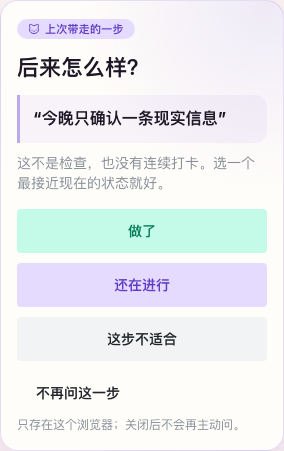 上次带走的一步
后来怎么样？
“今晚只确认一条现实信息”
这不是检查，也没有连续打卡。选一个
最接近现在的状态就好。
做了
还在进行
这步不适合
不再问这一步
只存在这个浏览器；关闭后不会再主动问。